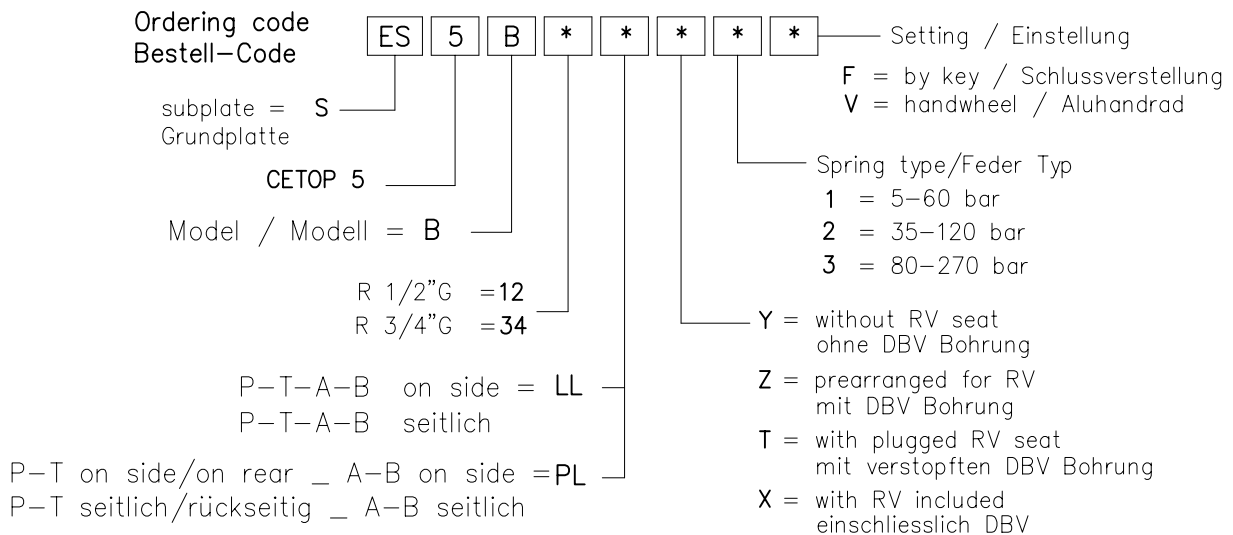 Ordering code
Bestell-Code
ES 5 B * * * * *
Setting / Einstellung
F = by key / Schlussverstellung
V = handwheel / Aluhandrad
subplate = S
Grundplatte
CETOP 5
Model / Modell = B
Spring type/Feder Typ
1 = 5-60 bar
2 = 35-120 bar
3 = 80-270 bar
R 1/2"G =12
R 3/4"G =34
Y = without RV seat
ohne DBV Bohrung
Z = prearranged for RV
mit DBV Bohrung
T = with plugged RV seat
mit verstopften DBV Bohrung
X = with RV included
einschliesslich DBV
P-T-A-B on side = LL
P-T-A-B seitlich
P-T on side/on rear _ A-B on side =PL
P-T seitlich/rückseitig _ A-B seitlich